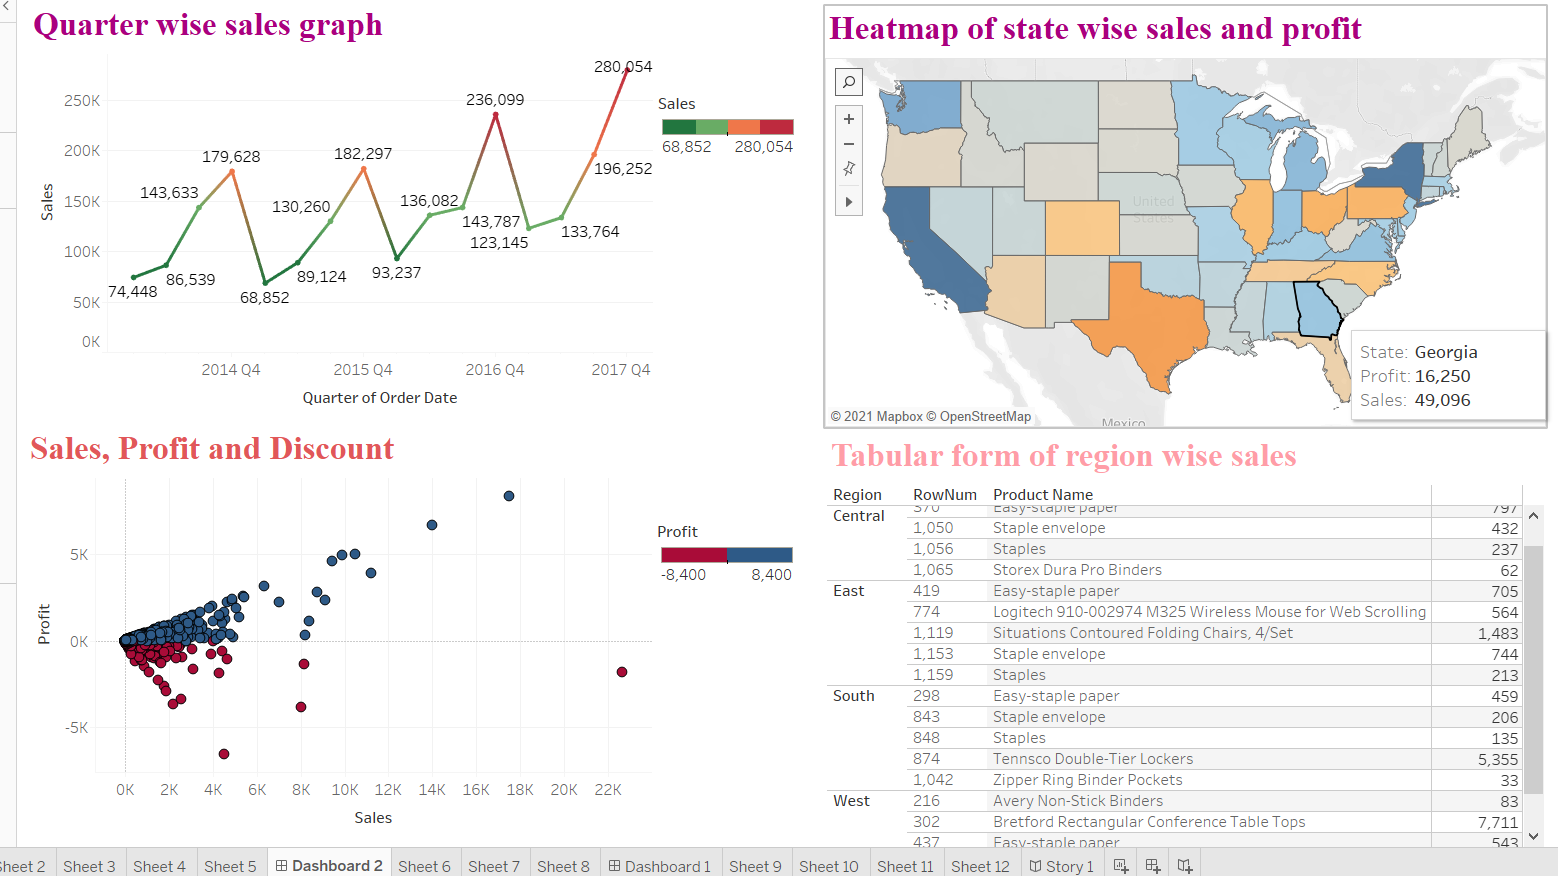 Quarter wise sales graph
280,054
250K
236,099
200K
179,628
182,297
196,252
150K
143,633
130,260
136,082
143,787
123,145
133,764
100K
86,539
89,124
93,237
74,448
68,852
50K
0K
Sales
2014 Q4
2015 Q4
2016 Q4
2017 Q4
Quarter of Order Date
Sales
68,852
280,054
Heatmap of state wise sales and profit
United
States
Mexico
© 2021 Mapbox © OpenStreetMap
State: Georgia
Profit: 16,250
Sales: 49,096
Sales, Profit and Discount
5K
0K
-5K
Profit
0K 2K 4K 6K 8K 10K 12K 14K 16K 18K 20K 22K
Sales
Profit
-8,400
8,400
Tabular form of region wise sales
Region RowNum Product Name
Central 370 Easy-staple paper 797
1,050 Staple envelope 432
1,056 Staples 237
1,065 Storex Dura Pro Binders 62
East 419 Easy-staple paper 705
774 Logitech 910-002974 M325 Wireless Mouse for Web Scrolling 564
1,119 Situations Contoured Folding Chairs, 4/Set 1,483
1,153 Staple envelope 744
1,159 Staples 213
South 298 Easy-staple paper 459
843 Staple envelope 206
848 Staples 135
874 Tennsco Double-Tier Lockers 5,355
1,042 Zipper Ring Binder Pockets 33
West 216 Avery Non-Stick Binders 83
302 Bretford Rectangular Conference Table Tops 7,711
437 Easy-staple paper 543
Sheet 2 Sheet 3 Sheet 4 Sheet 5 Dashboard 2 Sheet 6 Sheet 7 Sheet 8 Dashboard 1 Sheet 9 Sheet 10 Sheet 11 Sheet 12 Story 1